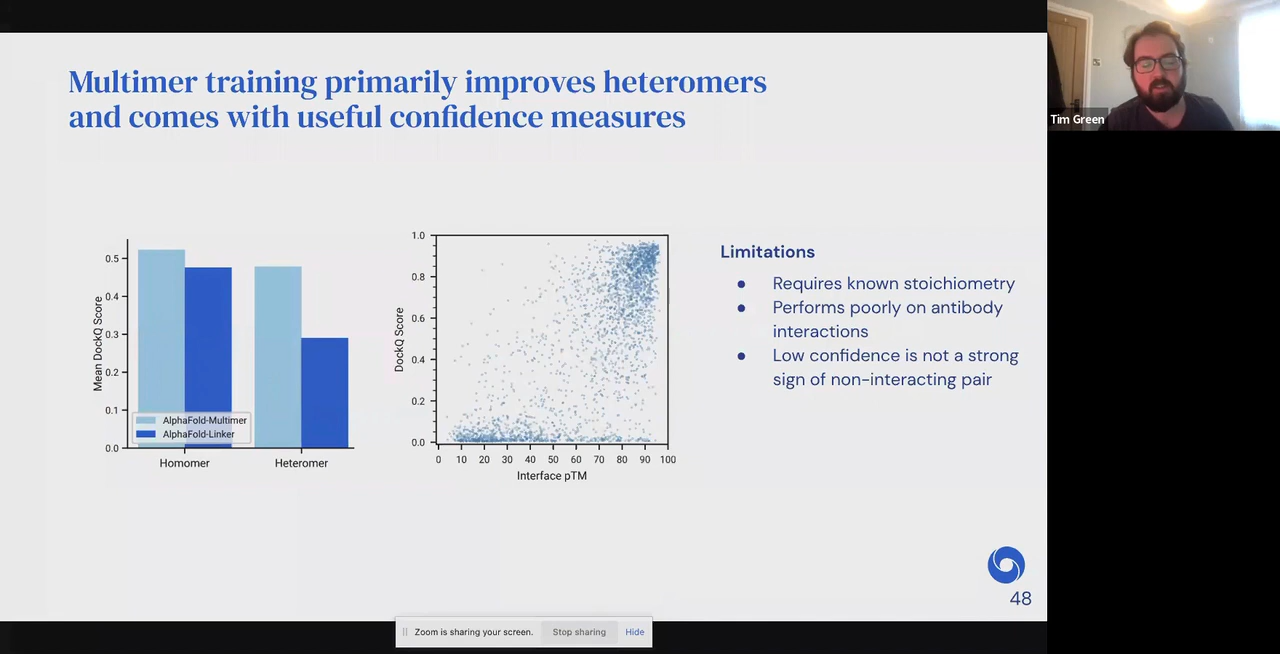 Multimer training primarily improves heteromers
and comes with useful confidence measures
Tim Green
Mean DockQ Score
0.5
0.4
0.3
0.2
0.1
0.0
AlphaFold-Multimer
AlphaFold-Linker
Homomer
Heteromer
DockQ Score
1.0
0.8
0.6
0.4
0.2
0.0
0 10 20 30 40 50 60 70 80 90 100
Interface pTM
Limitations
● Requires known stoichiometry
● Performs poorly on antibody
interactions
● Low confidence is not a strong
sign of non-interacting pair
48
Zoom is sharing your screen. Stop sharing Hide